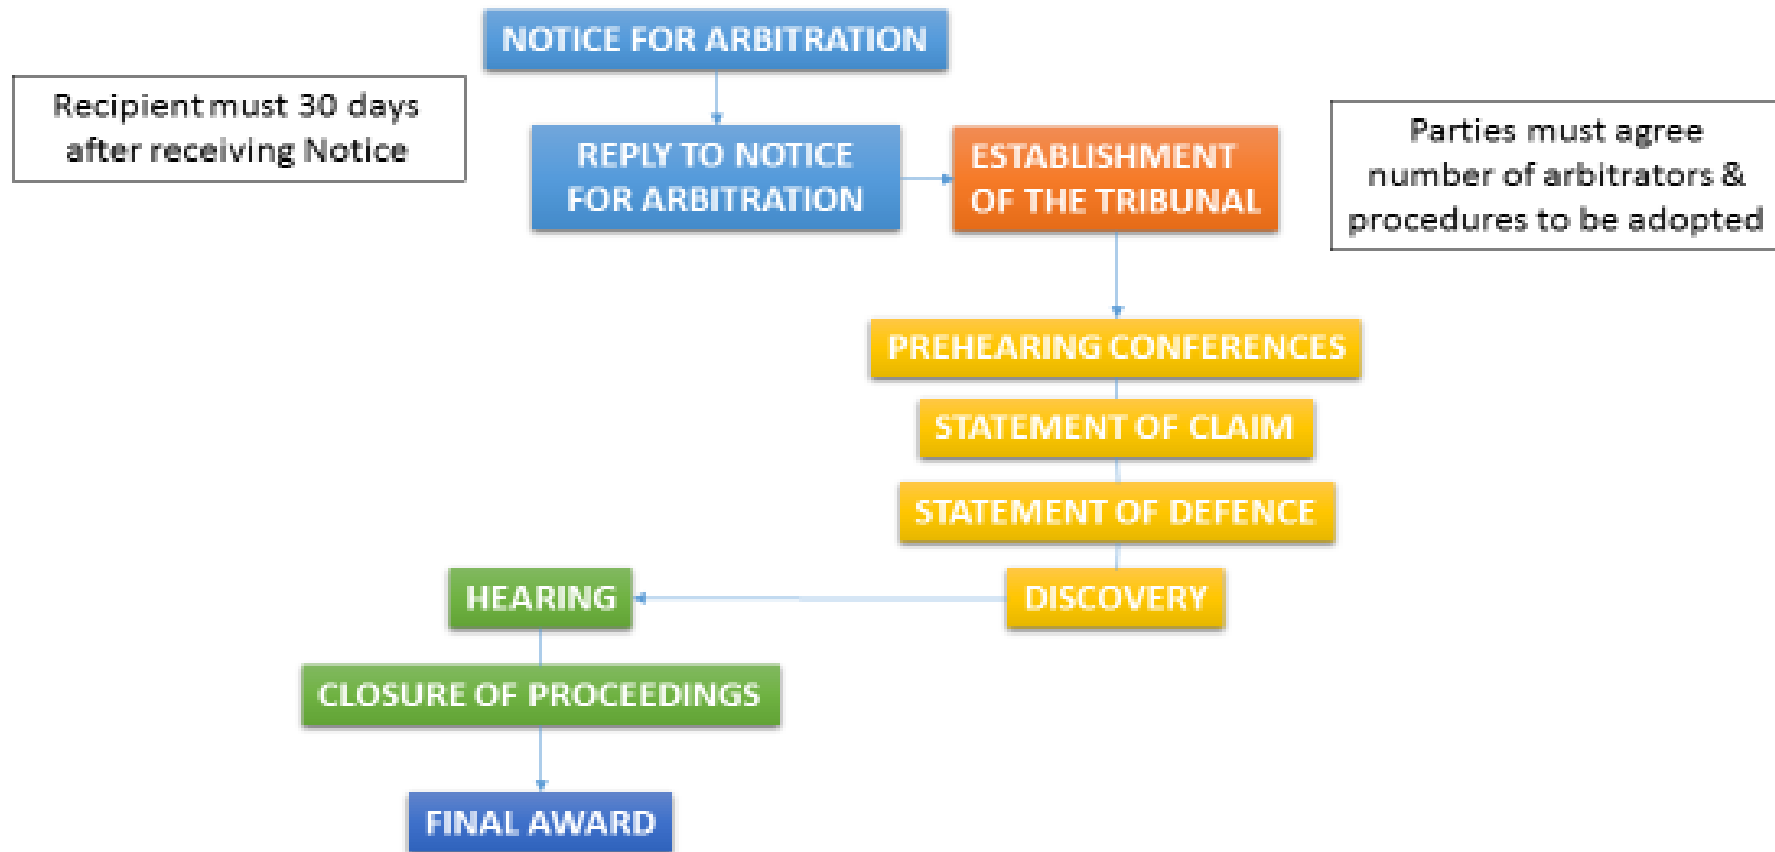 NOTICE FOR ARBITRATION
Recipient must 30 days
after receiving Notice
REPLY TO NOTICE
FOR ARBITRATION
ESTABLISHMENT
OF THE TRIBUNAL
Parties must agree
number of arbitrators &
procedures to be adopted
PREHEARING CONFERENCES
STATEMENT OF CLAIM
STATEMENT OF DEFENCE
DISCOVERY
HEARING
CLOSURE OF PROCEEDINGS
FINAL AWARD